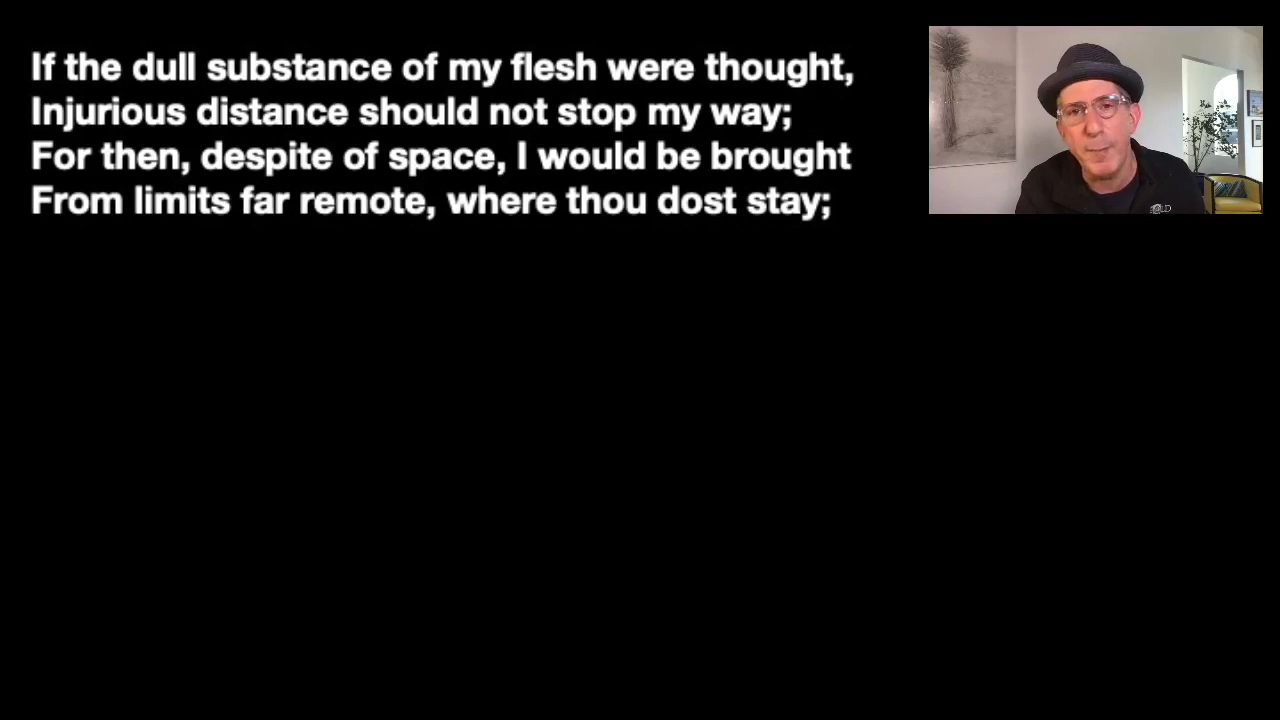 If the dull substance of my flesh were thought,
Injurious distance should not stop my way;
For then, despite of space, I would be brought
From limits far remote, where thou dost stay;